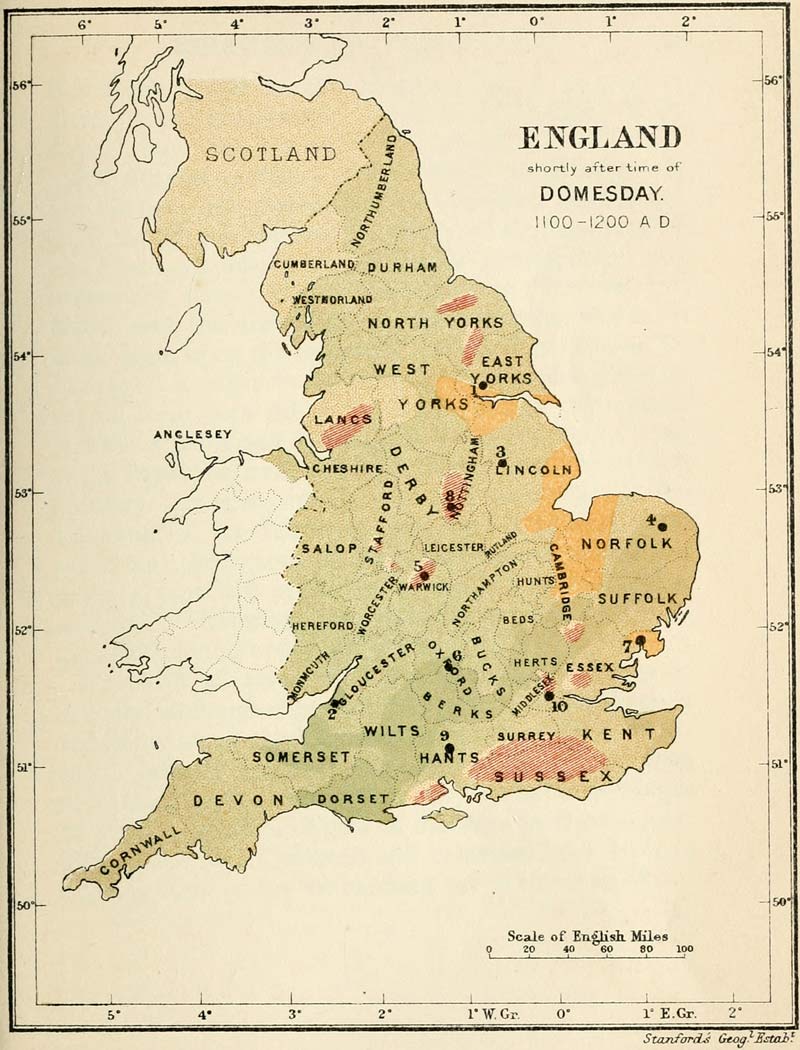 6° 5° 4° 3° 2° 1° 0° 1° 2°
56° 56°
ENGLAND
shortly after time of
DOMESDAY.
1100-1200 A D
SCOTLAND
NORTHUMBERLAND
55° 55°
CUMBERLAND
DURHAM
WESTMORLAND
NORTH YORKS
54° 54°
WEST
YORKS
EAST
YORKS
1
LANCS
ANGLESEY
CHESHIRE
DERBY
NOTTINGHAM
3
LINCOLN
53° 53°
8
STAFFORD
4
NORFOLK
SALOP
LEICESTER
RUTLAND
5
WARWICK
NORTHAMPTON
HUNTS
CAMBRIDGE
SUFFOLK
WORCESTER
HEREFORD
BEDS
52° 52°
7
MONMOUTH
GLOUCESTER
2
OXFORD
6
BUCKS
HERTS
ESSEX
MIDDLESEX
10
BERKS
WILTS
9
HANTS
SURREY
KENT
51° 51°
SOMERSET
SUSSEX
DEVON
DORSET
CORNWALL
50° 50°
Scale of English Miles
0 20 40 60 80 100
5° 4° 3° 2° 1° W. Gr. 0° 1° E. Gr. 2°
Stanford's Geog.l Estab.t